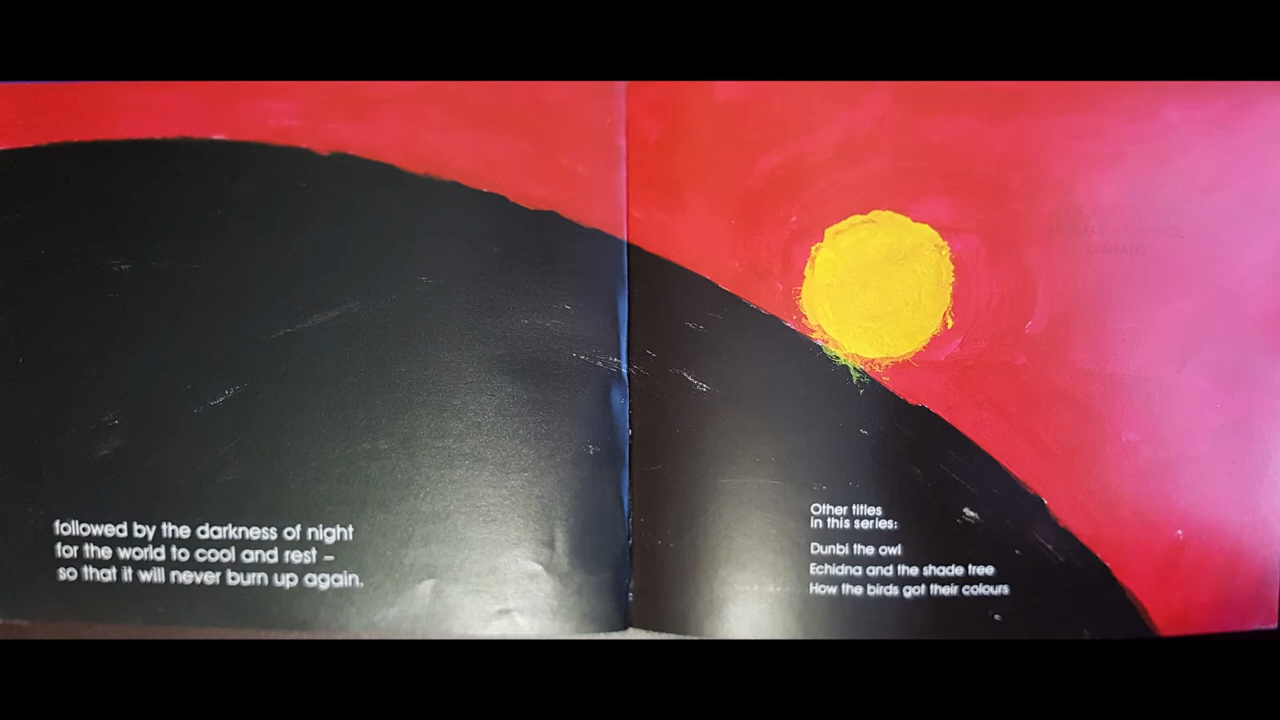 followed by the darkness of night
for the world to cool and rest –
so that it will never burn up again.
Other titles
in this series:
Dunbi the owl
Echidna and the shade tree
How the birds got their colours